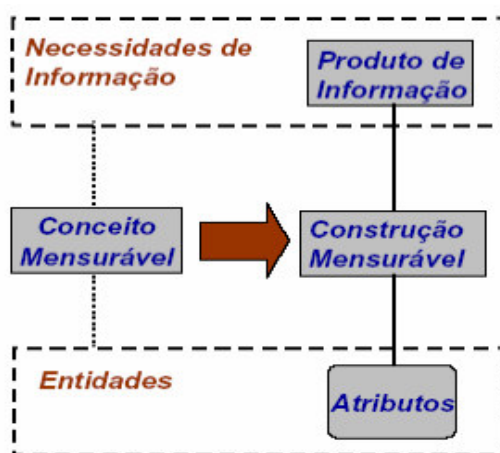 Necessidades de
Informação
Produto de
Informação
Conceito
Mensurável
Construção
Mensurável
Entidades
Atributos